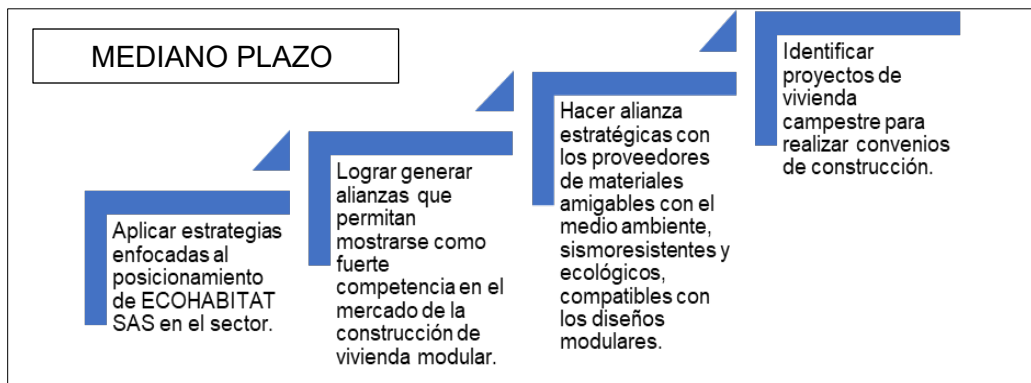 MEDIANO PLAZO
Aplicar estrategias
enfocadas al
posicionamiento
de ECOHABITAT
SAS en el sector.
Lograr generar
alianzas que
permitan
mostrarse como
fuerte
competencia en el
mercado de la
construcción de
vivienda modular.
Hacer alianza
estratégicas con
los proveedores
de materiales
amigables con el
medio ambiente,
sismoresistentes y
ecológicos,
compatibles con
los diseños
modulares.
Identificar
proyectos de
vivienda
campestre para
realizar convenios
de construcción.